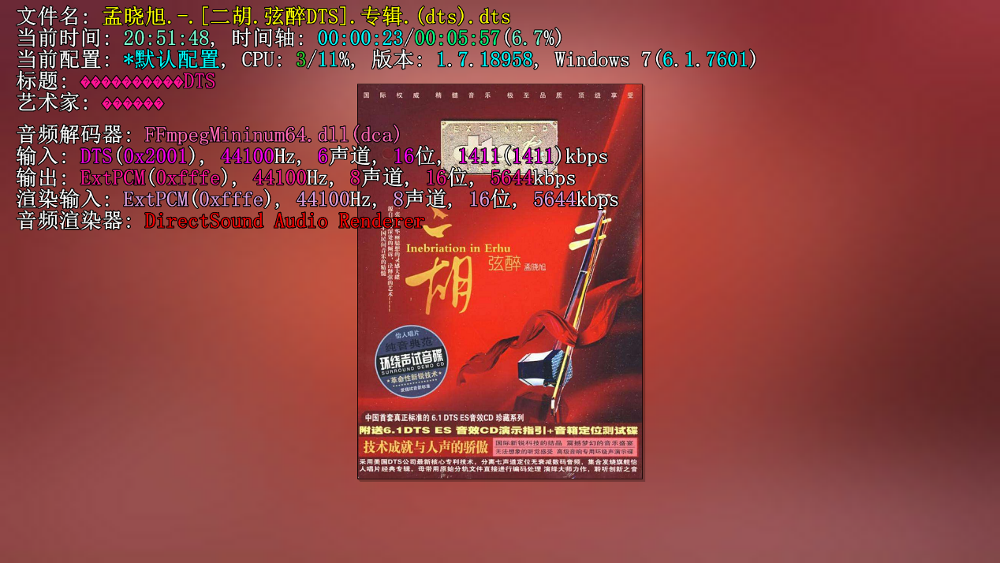 文件名: 孟晓旭.-.[二胡.弦醉DTS].专辑.(dts).dts
当前时间: 20:51:48, 时间轴: 00:00:23/00:05:57(6.7%)
当前配置: *默认配置, CPU: 3/11%, 版本: 1.7.18958, Windows 7(6.1.7601)
标题: ������������DTS
艺术家: ������
音频解码器: FFmpegMininum64.dll(dca)
输入: DTS(0x2001), 44100Hz, 6声道, 16位, 1411(1411)kbps
输出: ExtPCM(0xfffe), 44100Hz, 8声道, 16位, 5644kbps
渲染输入: ExtPCM(0xfffe), 44100Hz, 8声道, 16位, 5644kbps
音频渲染器: DirectSound Audio Renderer
国际权威 精髓音乐 极至品质 顶级享受
EXTENDED
二胡
Inebriation in Erhu
弦醉 孟晓旭
怡人唱片
纯音典范
环绕声试音碟
SURROUND DEMO CD
革命性新锐技术
中国首套真正标准的 6.1 DTS ES音效CD 珍藏系列
附送6.1DTS ES 音效CD演示指引+音箱定位测试碟
技术成就与人声的骄傲
国际新锐科技的结晶 震撼梦幻的音乐盛宴
无法想象的听觉感受 高级音响专用环绕声演示碟
采用美国DTS公司最新核心专利技术，分离七声道定位无衰减数码音频，集合发烧旗舰怡
人唱片经典专辑，母带用原始分轨文件直接进行编码处理 演绎大师力作，聆听创新之音